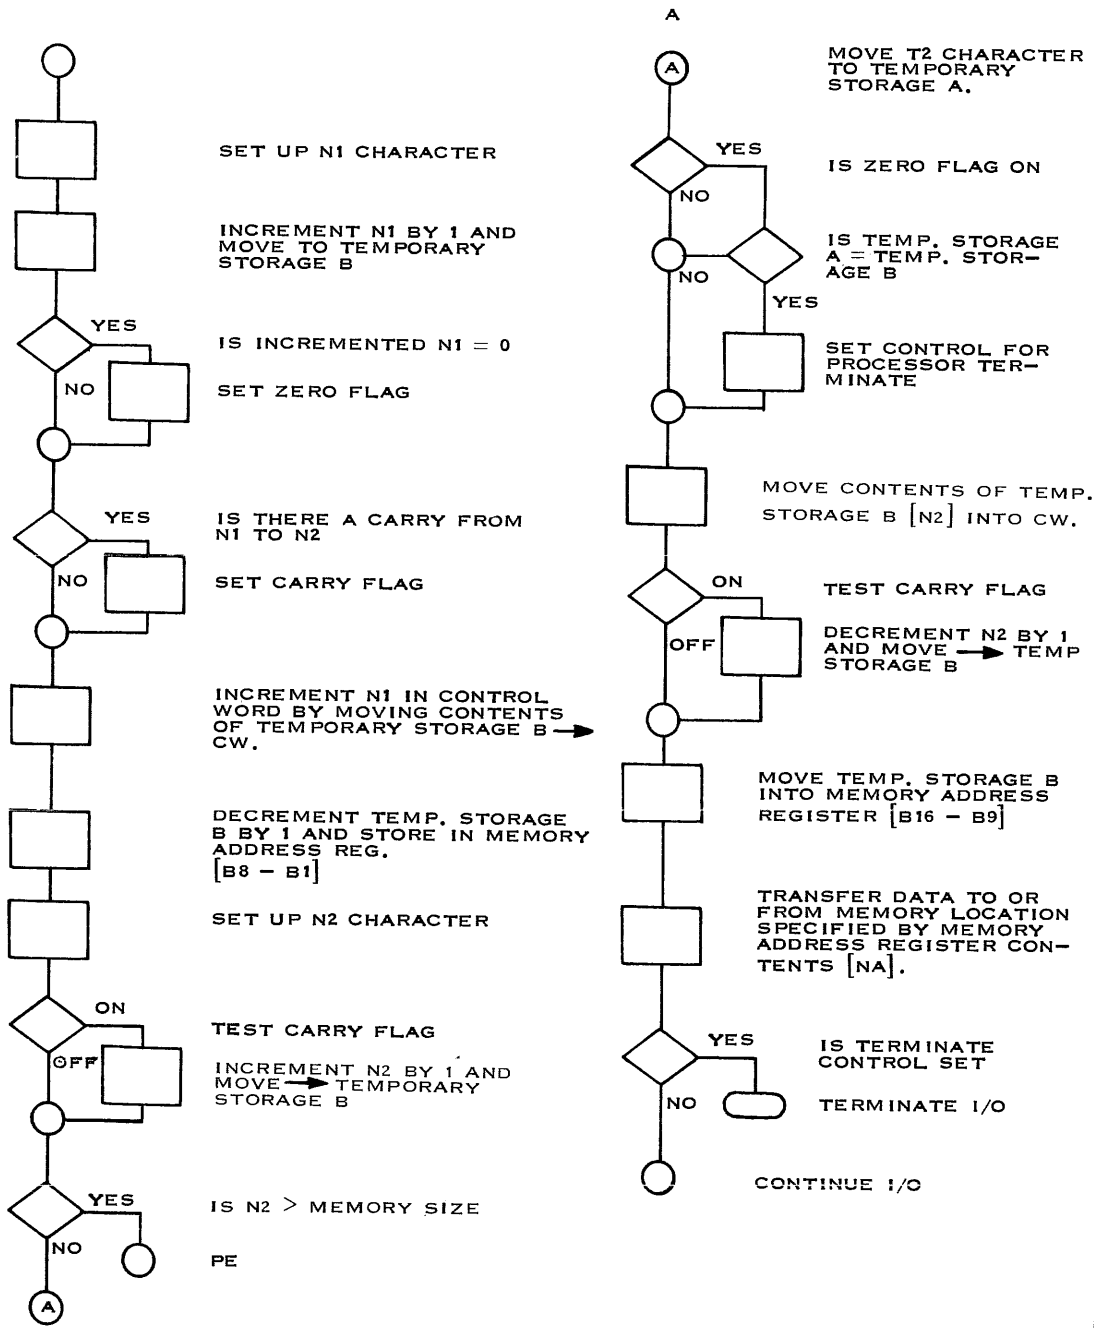 SET UP N1 CHARACTER
INCREMENT N1 BY 1 AND
MOVE TO TEMPORARY
STORAGE B
YES
IS INCREMENTED N1 = 0
NO
SET ZERO FLAG
YES
IS THERE A CARRY FROM
N1 TO N2
NO
SET CARRY FLAG
INCREMENT N1 IN CONTROL
WORD BY MOVING CONTENTS
OF TEMPORARY STORAGE B →
CW.
DECREMENT TEMP. STORAGE
B BY 1 AND STORE IN MEMORY
ADDRESS REG.
[B8 – B1]
SET UP N2 CHARACTER
ON
TEST CARRY FLAG
OFF
INCREMENT N2 BY 1 AND
MOVE → TEMPORARY
STORAGE B
YES
IS N2 > MEMORY SIZE
NO
PE
A
A
A
MOVE T2 CHARACTER
TO TEMPORARY
STORAGE A.
YES
IS ZERO FLAG ON
NO
IS TEMP. STORAGE
A = TEMP. STOR–
AGE B
NO
YES
SET CONTROL FOR
PROCESSOR TER–
MINATE
MOVE CONTENTS OF TEMP.
STORAGE B [N2] INTO CW.
ON
TEST CARRY FLAG
OFF
DECREMENT N2 BY 1
AND MOVE → TEMP
STORAGE B
MOVE TEMP. STORAGE B
INTO MEMORY ADDRESS
REGISTER [B16 – B9]
TRANSFER DATA TO OR
FROM MEMORY LOCATION
SPECIFIED BY MEMORY
ADDRESS REGISTER CON–
TENTS [NA].
YES
IS TERMINATE
CONTROL SET
NO
TERMINATE I/O
CONTINUE I/O